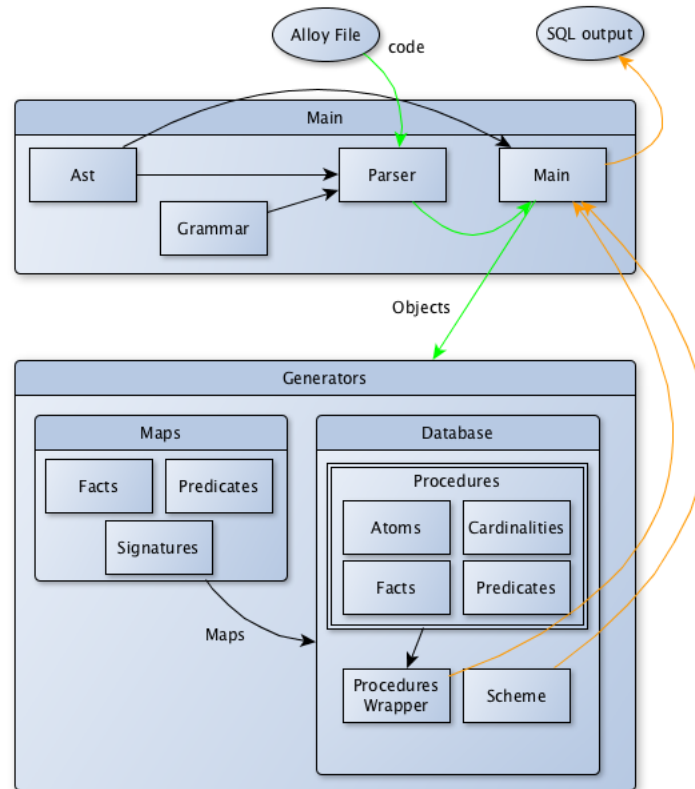 Alloy File
code
SQL output
Main
Ast
Parser
Main
Grammar
Objects
Generators
Maps
Database
Facts
Predicates
Signatures
Procedures
Atoms
Cardinalities
Facts
Predicates
Maps
Procedures
Wrapper
Scheme